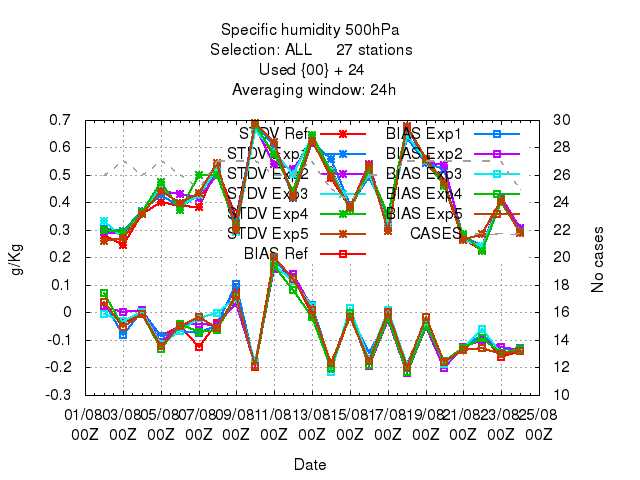 Specific humidity 500hPa
Selection: ALL 27 stations
Used {00} + 24
Averaging window: 24h
0.7
0.6
0.5
0.4
0.3
0.2
0.1
0
-0.1
-0.2
-0.3
g/Kg
STDV Ref
STDV Exp1
STDV Exp2
STDV Exp3
STDV Exp4
STDV Exp5
BIAS Ref
BIAS Exp1
BIAS Exp2
BIAS Exp3
BIAS Exp4
BIAS Exp5
CASES
30
28
26
24
22
20
18
16
14
12
10
No cases
01/08 03/08 05/08 07/08 09/08 11/08 13/08 15/08 17/08 19/08 21/08 23/08 25/08
00Z 00Z 00Z 00Z 00Z 00Z 00Z 00Z 00Z 00Z 00Z 00Z 00Z
Date